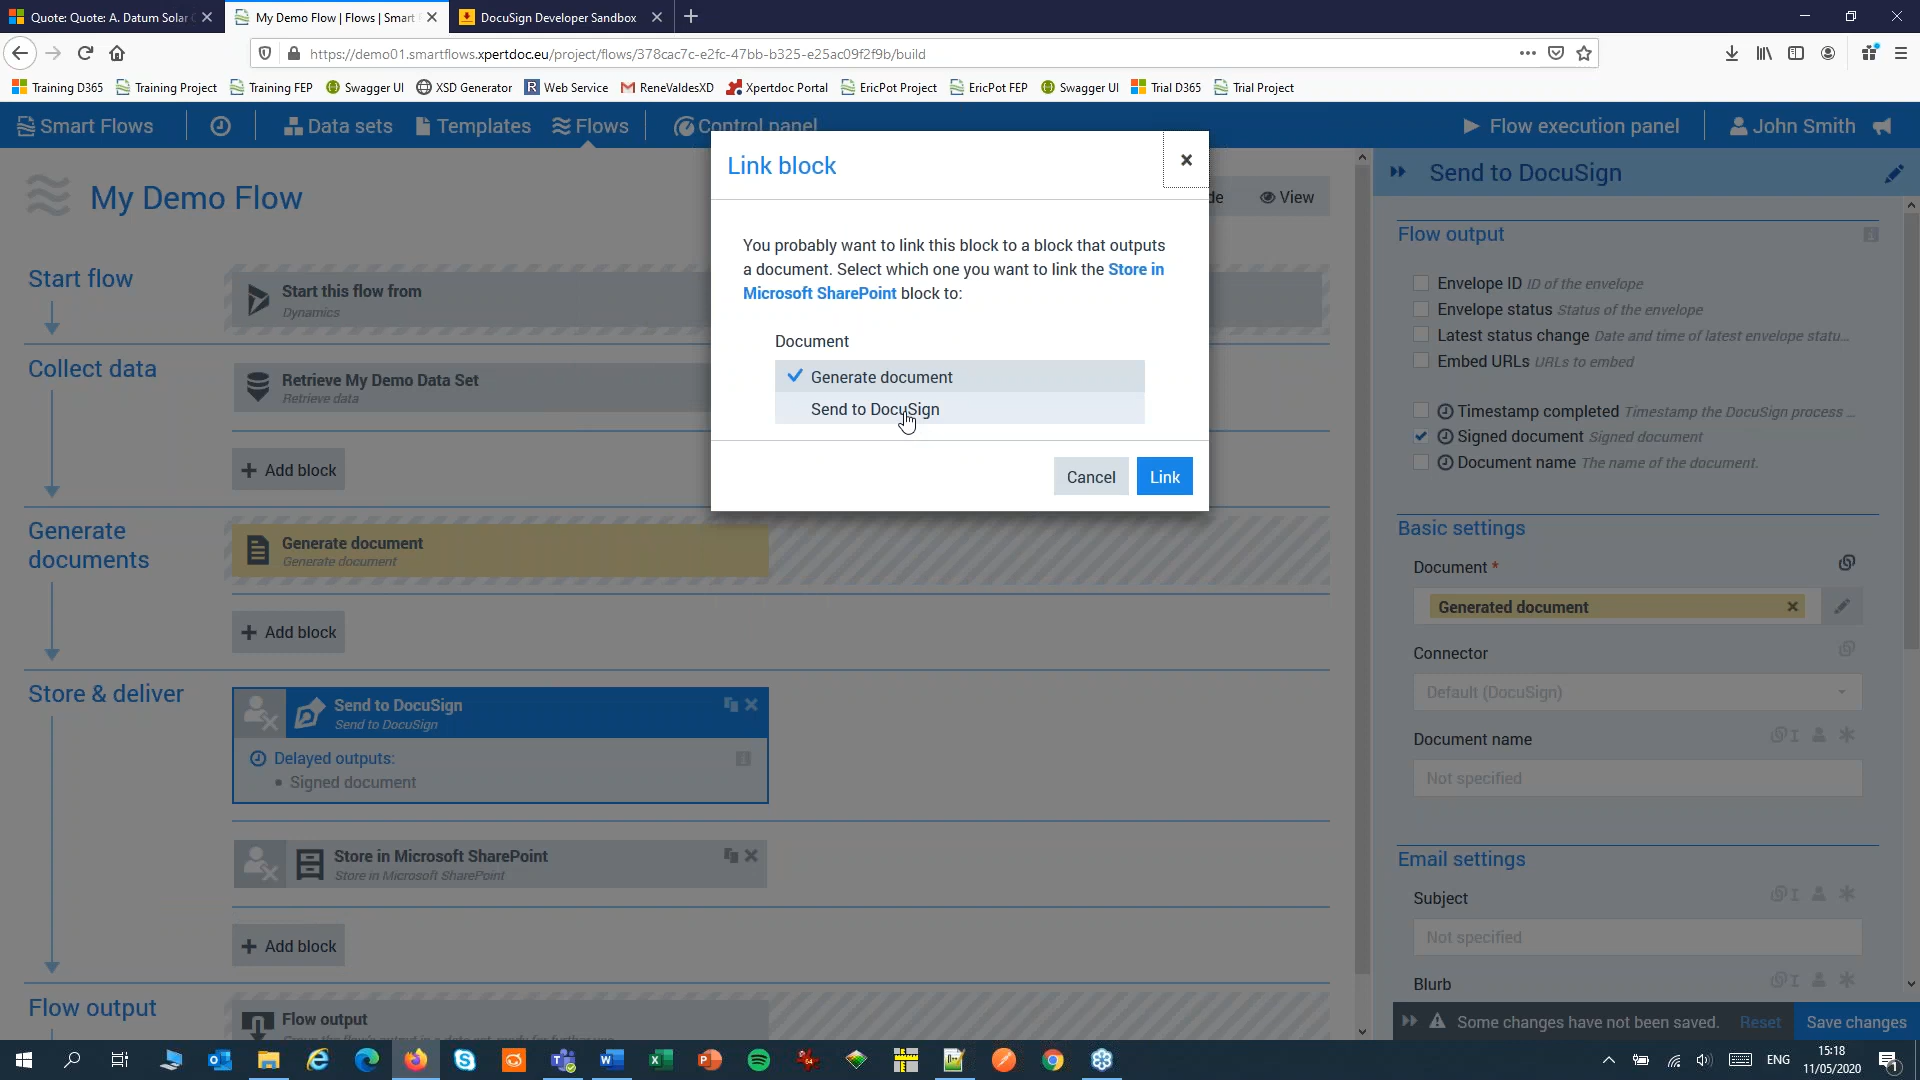 Quote: Quote: A. Datum Solar
My Demo Flow | Flows | Smart
DocuSign Developer Sandbox
https://demo01.smartflows.xpertdoc.eu/project/flows/378cac7c-e2fc-47bb-b325-e25ac09f2f9b/build
Training D365
Training Project
Training FEP
Swagger UI
XSD Generator
Web Service
ReneValdesXD
Xpertdoc Portal
EricPot Project
EricPot FEP
Swagger UI
Trial D365
Trial Project
Smart Flows
Data sets
Templates
Flows
Control panel
Flow execution panel
John Smith
My Demo Flow
de
View
Start flow
Start this flow from
Dynamics
Collect data
Retrieve My Demo Data Set
Retrieve data
Add block
Generate documents
Generate document
Generate document
Add block
Store & deliver
Send to DocuSign
Send to DocuSign
Delayed outputs:
• Signed document
Store in Microsoft SharePoint
Store in Microsoft SharePoint
Add block
Flow output
Flow output
Link block
You probably want to link this block to a block that outputs
a document. Select which one you want to link the Store in
Microsoft SharePoint block to:
Document
Generate document
Send to DocuSign
Cancel
Link
Send to DocuSign
Flow output
Envelope ID ID of the envelope
Envelope status Status of the envelope
Latest status change Date and time of latest envelope statu...
Embed URLs URLs to embed
Timestamp completed Timestamp the DocuSign process ...
Signed document Signed document
Document name The name of the document.
Basic settings
Document *
Generated document
Connector
Default (DocuSign)
Document name
Not specified
Email settings
Subject
Not specified
Blurb
Some changes have not been saved.
Reset
Save changes
ENG
15:18
11/05/2020
1